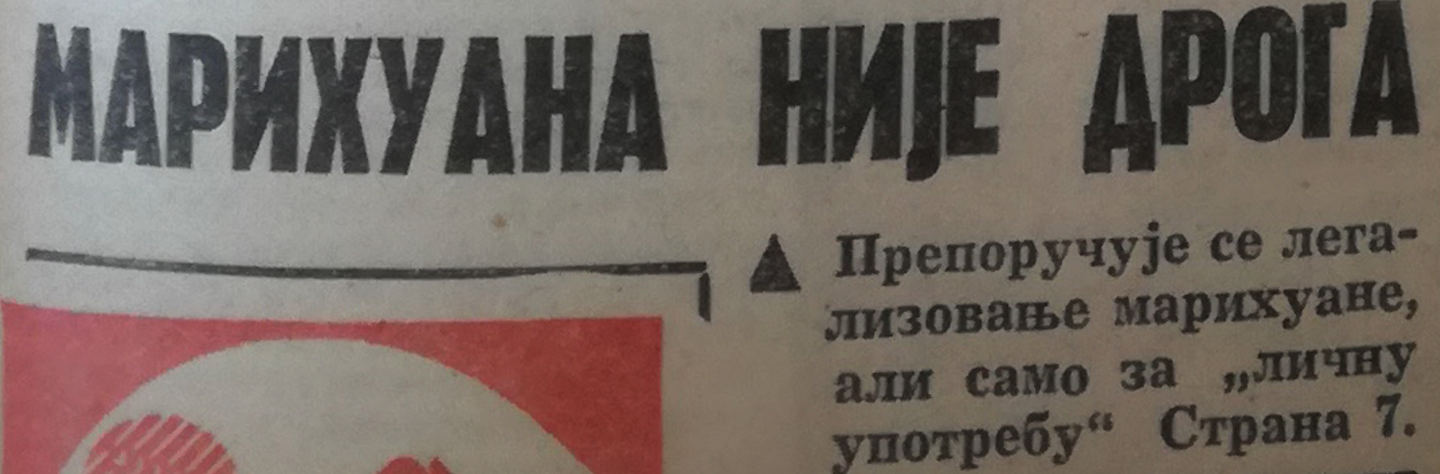 МАРИХУАНА НИЈЕ ДРОГА
▲ Препоручује се лега-
лизовање марихуане,
али само за „личну
употребу“ Страна 7.